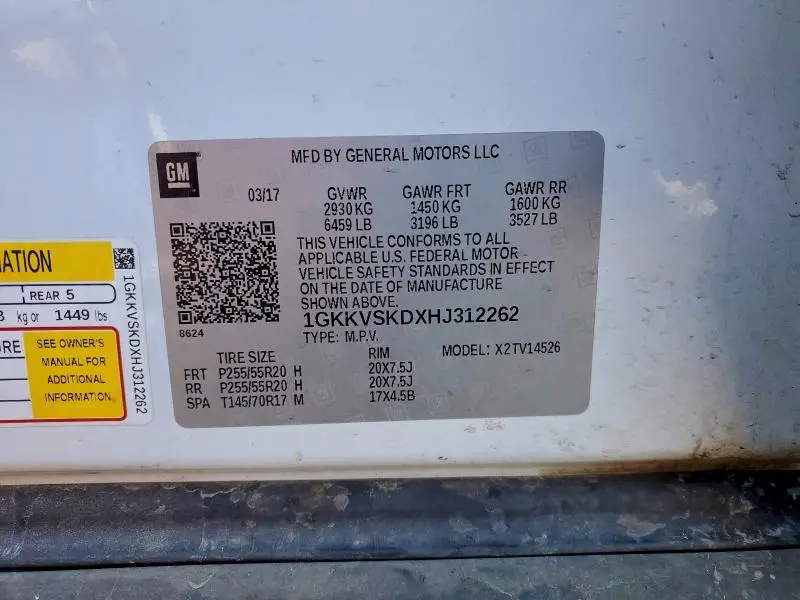 GM
MFD BY GENERAL MOTORS LLC
03/17
GVWR GAWR FRT GAWR RR
2930 KG 1450 KG 1600 KG
6459 LB 3196 LB 3527 LB
THIS VEHICLE CONFORMS TO ALL
APPLICABLE U.S. FEDERAL MOTOR
VEHICLE SAFETY STANDARDS IN EFFECT
ON THE DATE OF MANUFACTURE
SHOWN ABOVE.
8624
1GKKVSKDXHJ312262
TYPE: M.P.V.
MODEL: X2TV14526
TIRE SIZE RIM
FRT P255/55R20 H 20X7.5J
RR P255/55R20 H 20X7.5J
SPA T145/70R17 M 17X4.5B
ATION
REAR 5
kg or 1449 lbs
URE
SEE OWNER'S
MANUAL FOR
ADDITIONAL
INFORMATION.
1GKKVSKDXHJ312262